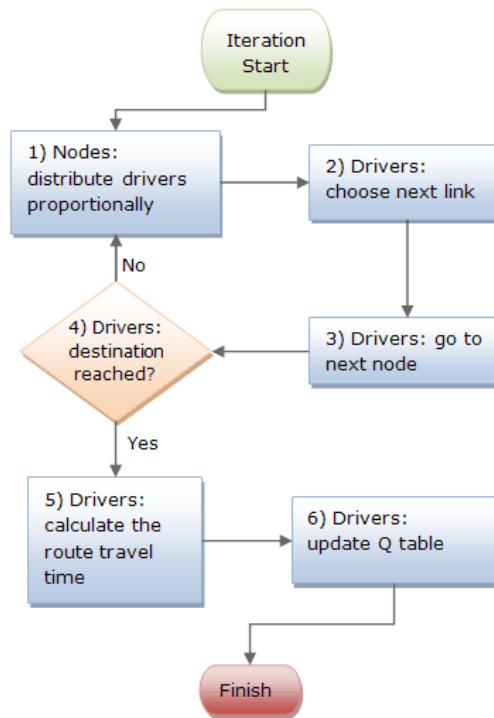 Iteration
Start
1) Nodes:
distribute drivers
proportionally
2) Drivers:
choose next link
No
4) Drivers:
destination
reached?
3) Drivers: go to
next node
Yes
5) Drivers:
calculate the
route travel
time
6) Drivers:
update Q table
Finish